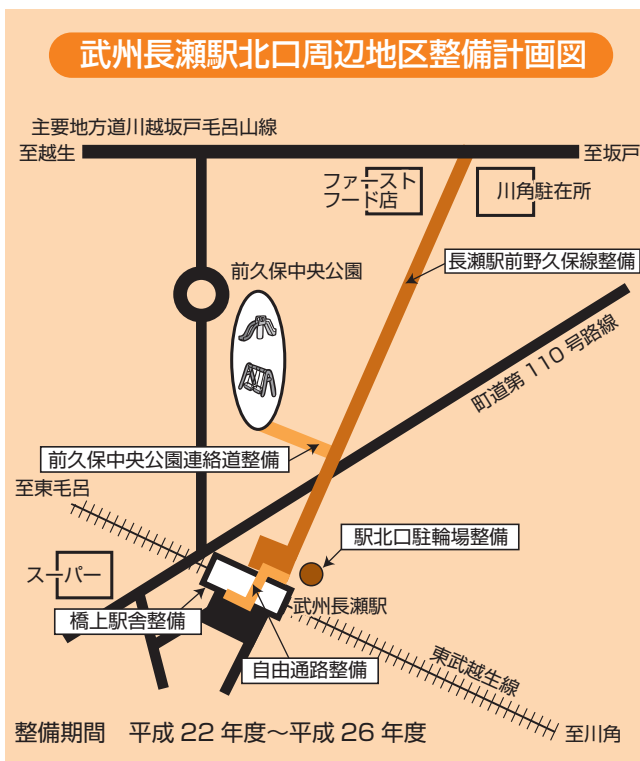 武州長瀬駅北口周辺地区整備計画図
主要地方道川越坂戸毛呂山線
至越生
至坂戸
ファースト
フード店
川角駐在所
長瀬駅前野久保線整備
前久保中央公園
町道第110号路線
前久保中央公園連絡道整備
至東毛呂
駅北口駐輪場整備
スーパー
武州長瀬駅
橋上駅舎整備
自由通路整備
東武越生線
整備期間　平成22年度～平成26年度
至川角